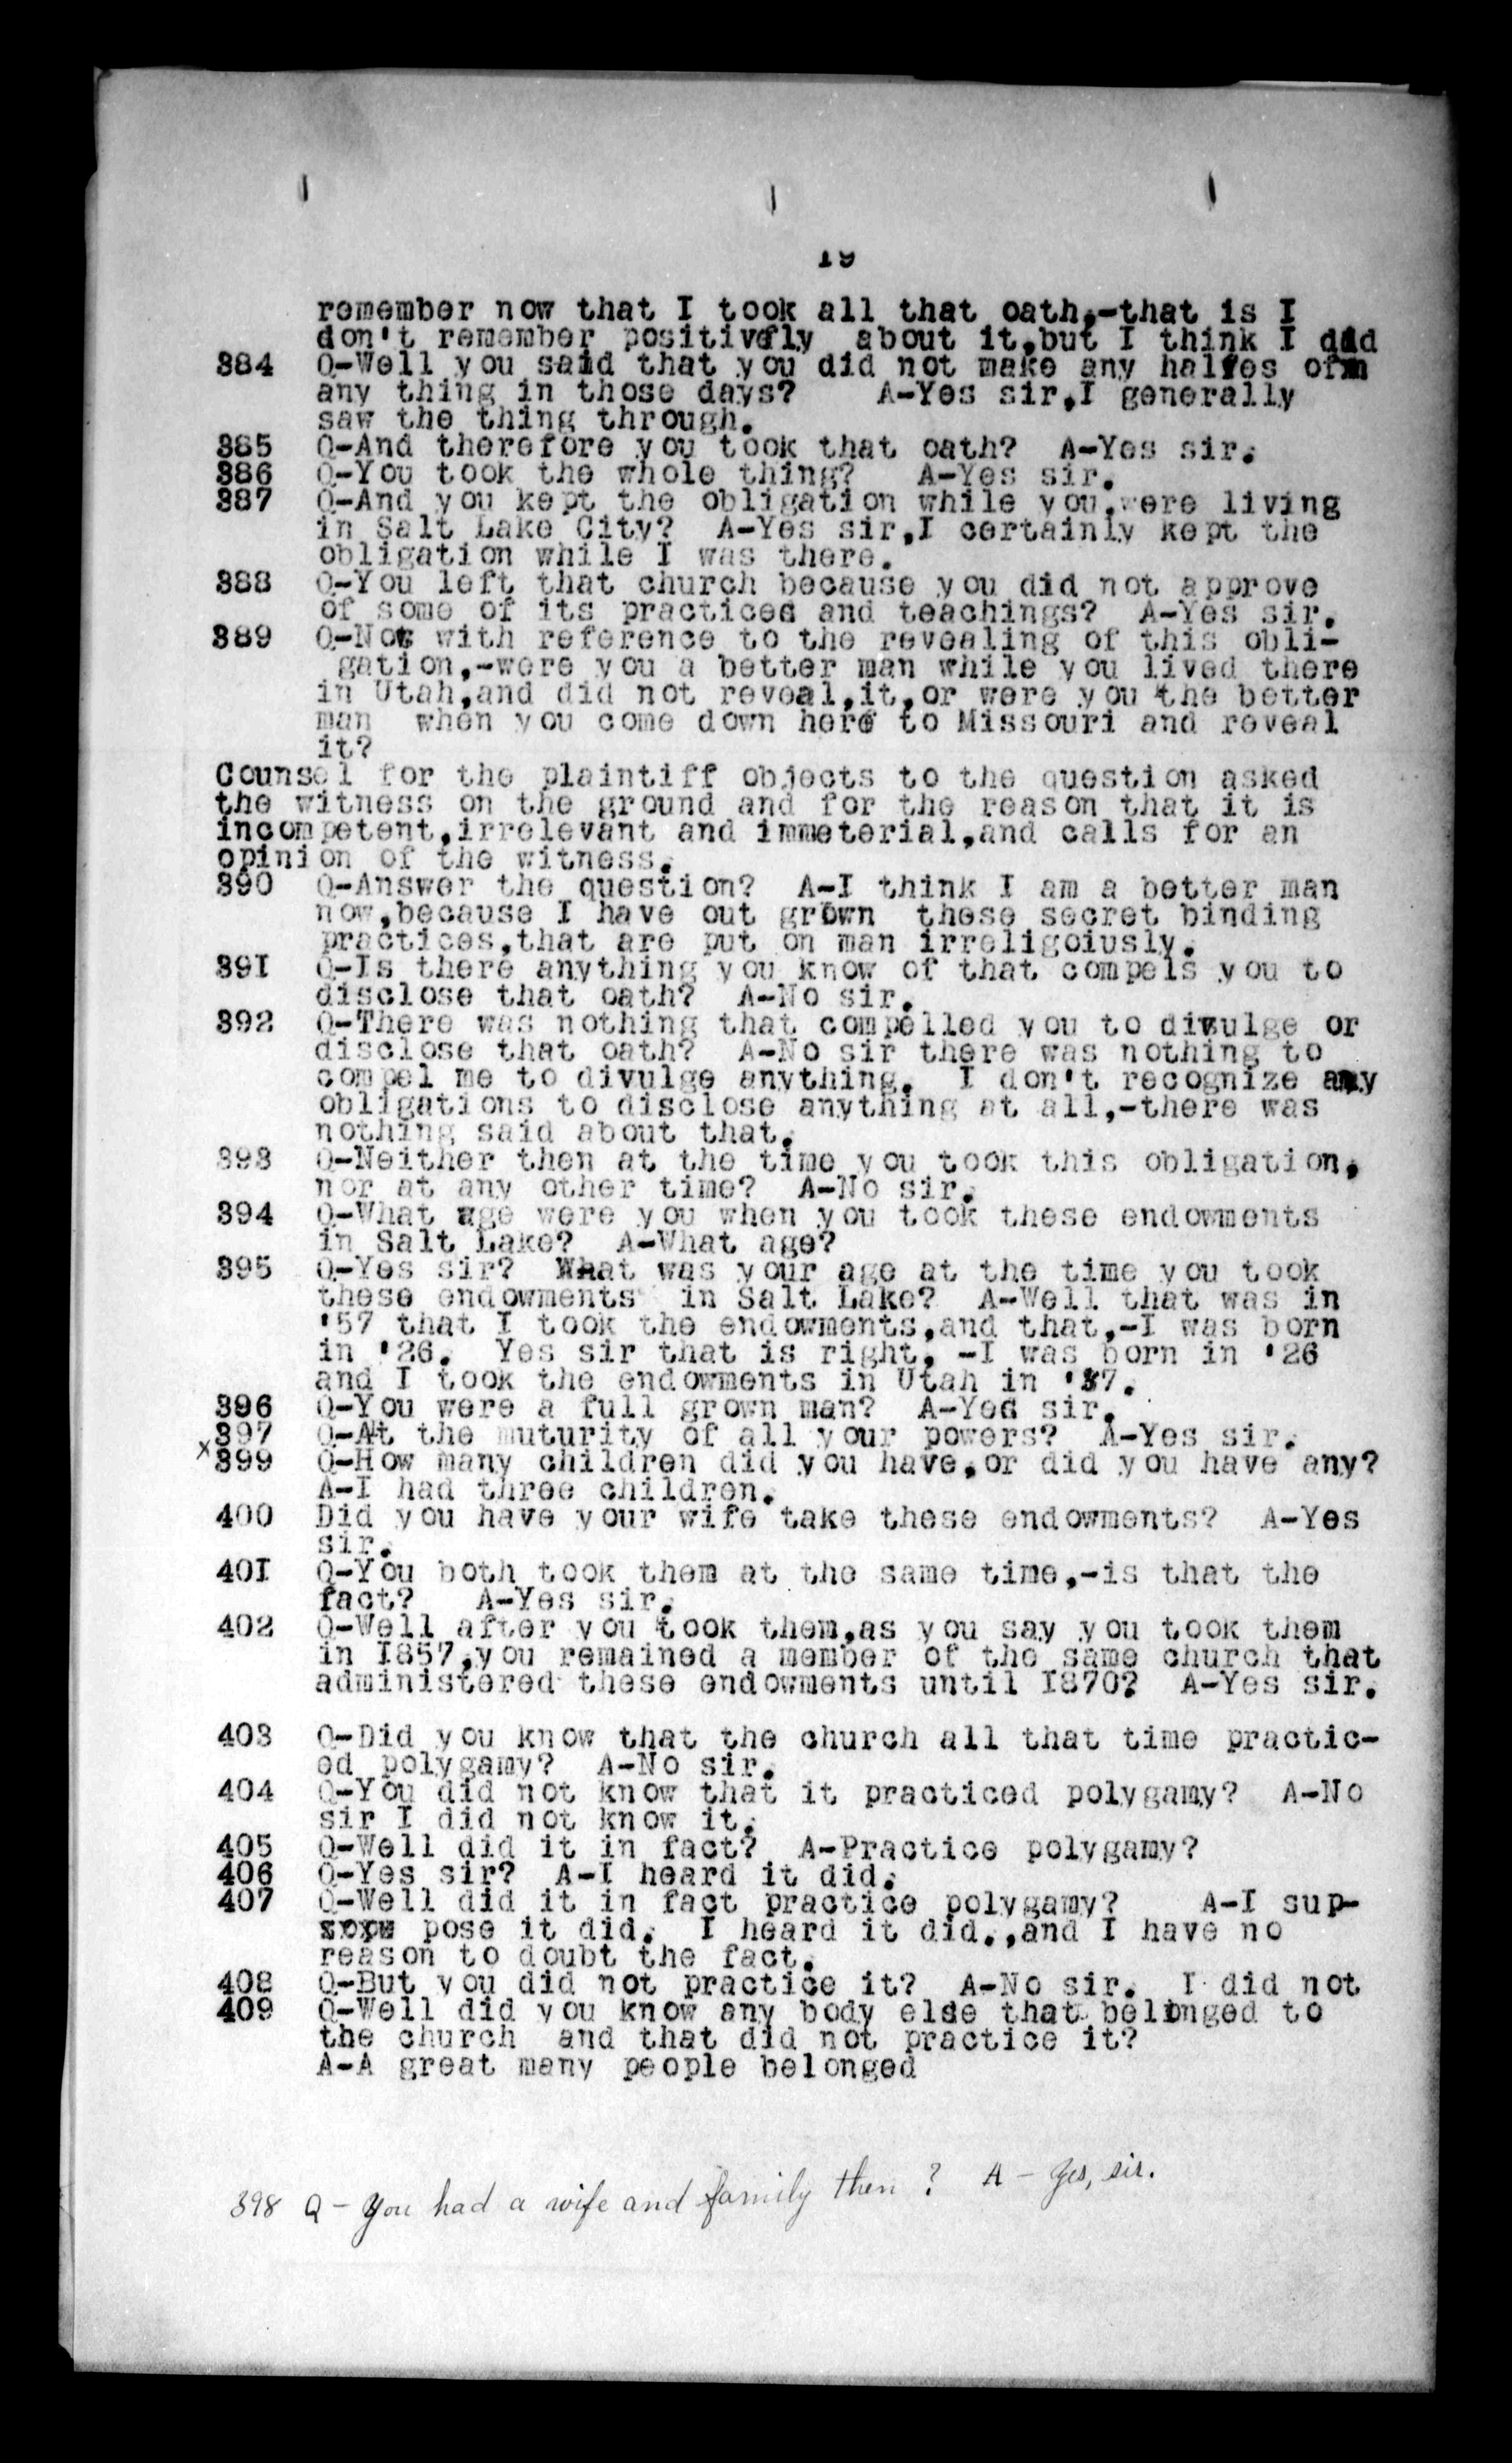 19
remember now that I took all that oath,-that is I
don't remember positively about it,but I think I did
384 Q-Well you said that you did not make any halves of
any thing in those days? A-Yes sir,I generally
saw the thing through.
385 Q-And therefore you took that oath? A-Yes sir.
386 Q-You took the whole thing? A-Yes sir.
387 Q-And you kept the obligation while you were living
in Salt Lake City? A-Yes sir,I certainly kept the
obligation while I was there.
388 Q-You left that church because you did not approve
of some of its practices and teachings? A-Yes sir.
389 Q-Now with reference to the revealing of this obli-
gation,-were you a better man while you lived there
in Utah,and did not reveal,it,or were you the better
man when you come down here to Missouri and reveal
it?
Counsel for the plaintiff objects to the question asked
the witness on the ground and for the reason that it is
incompetent,irrelevant and immeterial,and calls for an
opinion of the witness.
390 Q-Answer the question? A-I think I am a better man
now,because I have out grown these secret binding
practices,that are put on man irreligoiusly.
391 Q-Is there anything you know of that compels you to
disclose that oath? A-No sir.
392 Q-There was nothing that compelled you to divulge or
disclose that oath? A-No sir there was nothing to
compel me to divulge anything. I don't recognize any
obligations to disclose anything at all,-there was
nothing said about that.
393 Q-Neither then at the time you took this obligation,
nor at any other time? A-No sir.
394 Q-What age were you when you took these endowments
in Salt Lake? A-What age?
395 Q-Yes sir? What was your age at the time you took
these endowments in Salt Lake? A-Well that was in
'57 that I took the endowments,and that,-I was born
in '26. Yes sir that is right, -I was born in '26
and I took the endowments in Utah in '57.
396 Q-You were a full grown man? A-Yes sir.
397 Q-At the muturity of all your powers? A-Yes sir.
x399 Q-How many children did you have,or did you have any?
A-I had three children.
400 Did you have your wife take these endowments? A-Yes
sir.
401 Q-You both took them at the same time,-is that the
fact? A-Yes sir.
402 Q-Well after you took them,as you say you took them
in 1857,you remained a member of the same church that
administered these endowments until 1870? A-Yes sir.
403 Q-Did you know that the church all that time practic-
ed polygamy? A-No sir.
404 Q-You did not know that it practiced polygamy? A-No
sir I did not know it.
405 Q-Well did it in fact? A-Practice polygamy?
406 Q-Yes sir? A-I heard it did.
407 Q-Well did it in fact practice polygamy? A-I sup-
pose it did. I heard it did.,and I have no
reason to doubt the fact.
408 Q-But you did not practice it? A-No sir. I did not
409 Q-Well did you know any body else that belonged to
the church and that did not practice it?
A-A great many people belonged
398 Q - You had a wife and family then? A - Yes, sir.